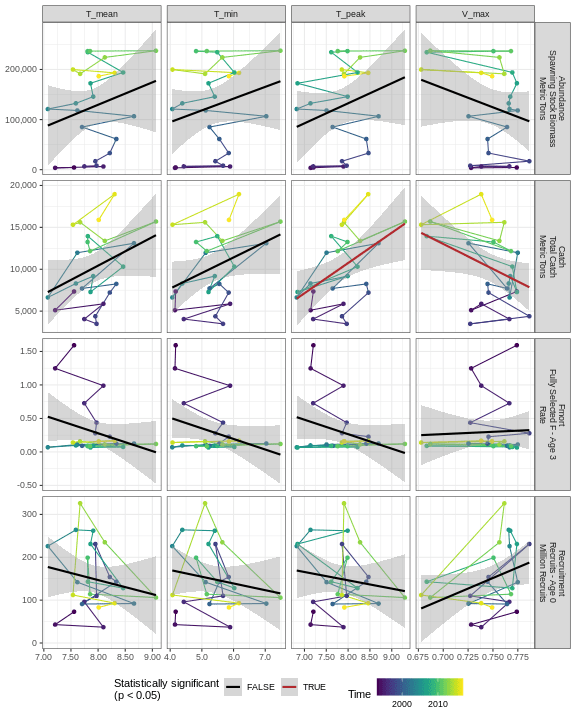 T_mean T_min T_peak V_max
200,000
100,000
0
Abundance
Spawning Stock Biomass
Metric Tons
20,000
15,000
10,000
5,000
Catch
Total Catch
Metric Tons
1.50
1.00
0.50
0.00
-0.50
Fmort
Fully Selected F - Age 3
Rate
300
200
100
0
Recruitment
Recruits - Age 0
Million Recruits
7.00 7.50 8.00 8.50 9.00 4.0 5.0 6.0 7.0 7.00 7.50 8.00 8.50 9.00 0.675 0.700 0.725 0.750 0.775
Statistically significant
(p < 0.05)
FALSE TRUE
Time
2000 2010